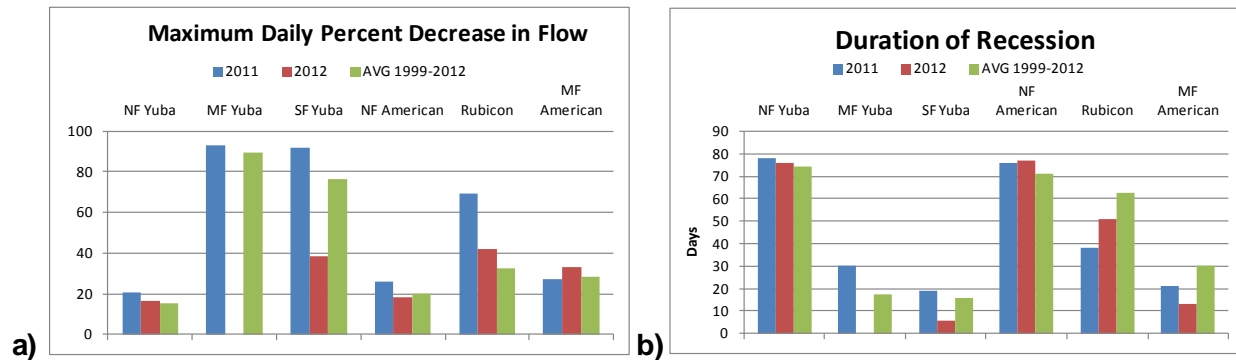 Maximum Daily Percent Decrease in Flow
2011 2012 AVG 1999-2012
NF Yuba MF Yuba SF Yuba NF American Rubicon MF American
100
80
60
40
20
0
a)
Duration of Recession
2011 2012 AVG 1999-2012
NF Yuba MF Yuba SF Yuba NF American Rubicon MF American
90
80
70
60
50
40
30
20
10
0
Days
b)